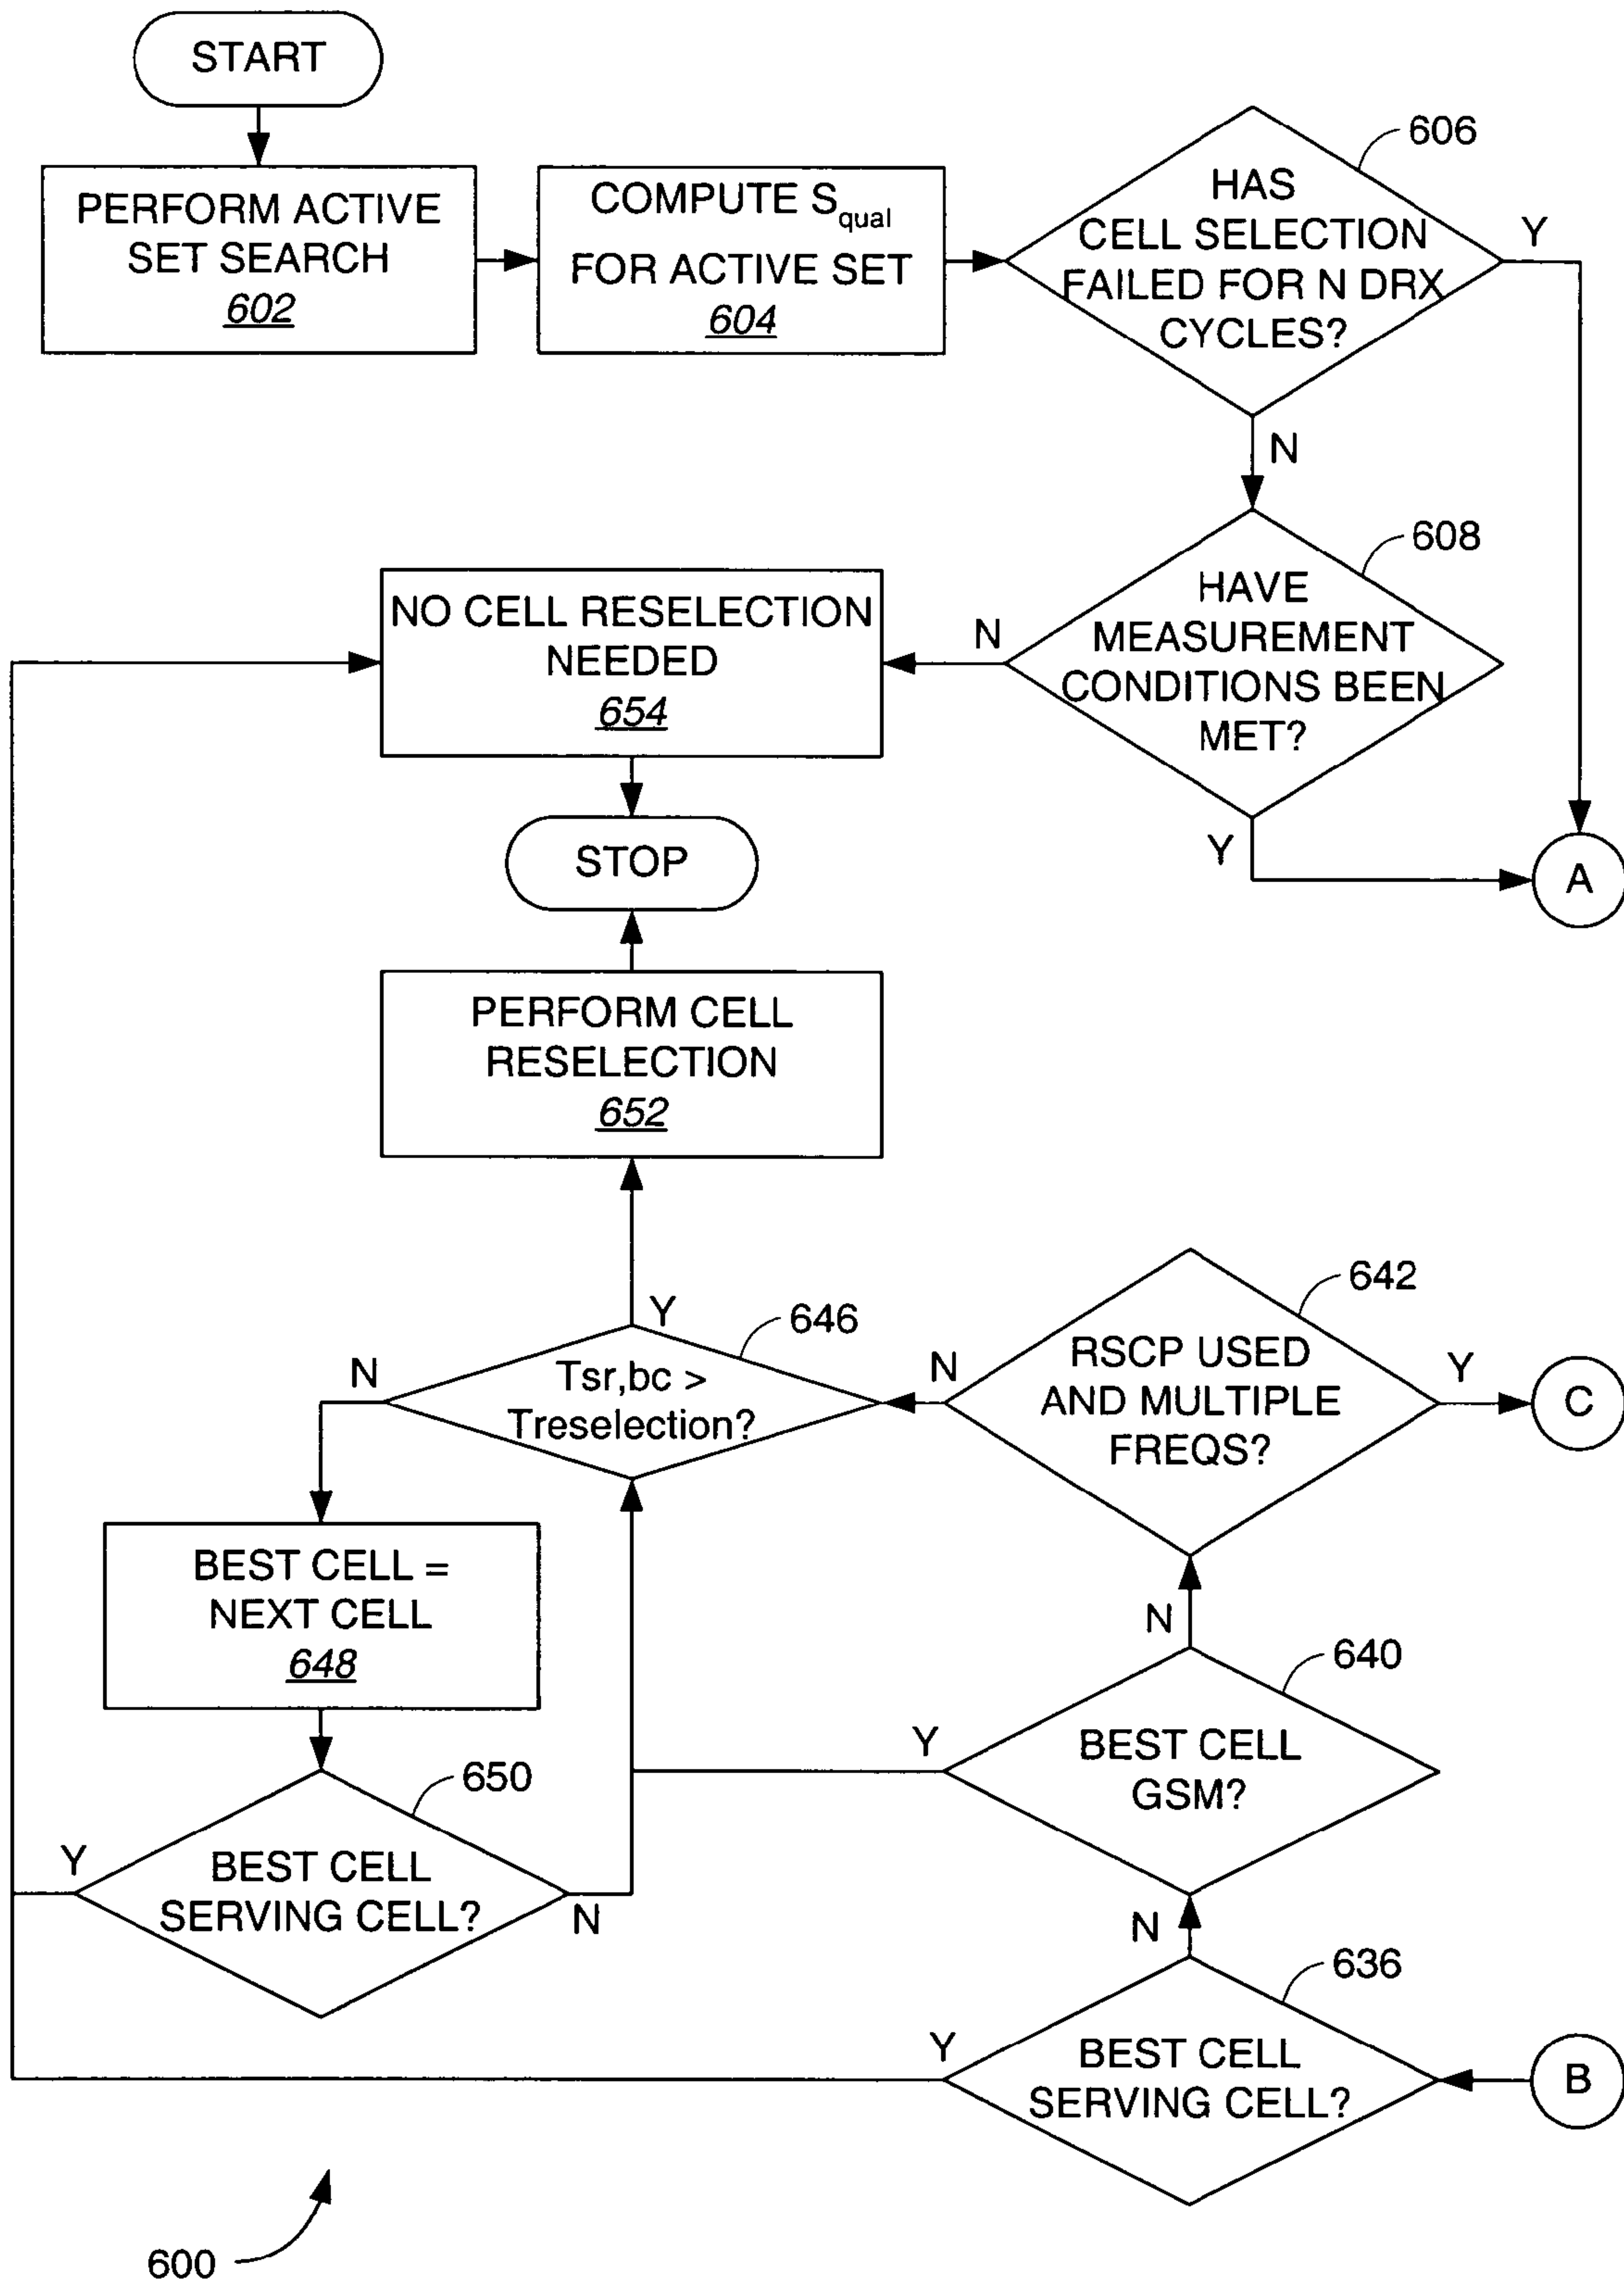 START
PERFORM ACTIVE
SET SEARCH
602
COMPUTE Squal
FOR ACTIVE SET
604
606
HAS
CELL SELECTION
FAILED FOR N DRX
CYCLES?
Y
N
608
HAVE
MEASUREMENT
CONDITIONS BEEN
MET?
N
Y
A
NO CELL RESELECTION
NEEDED
654
STOP
PERFORM CELL
RESELECTION
652
Y
646
Tsr,bc >
Treselection?
N
642
RSCP USED
AND MULTIPLE
FREQS?
N
Y
C
BEST CELL =
NEXT CELL
648
N
640
BEST CELL
GSM?
Y
650
BEST CELL
SERVING CELL?
Y
N
N
636
BEST CELL
SERVING CELL?
Y
B
600